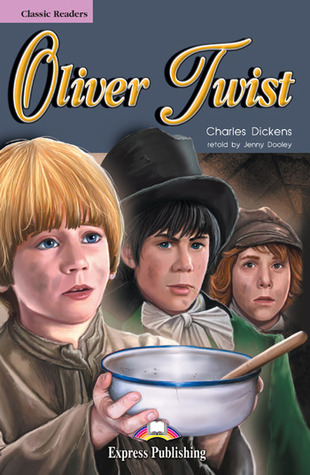 Classic Readers
Oliver Twist
Charles Dickens
retold by Jenny Dooley
Express Publishing